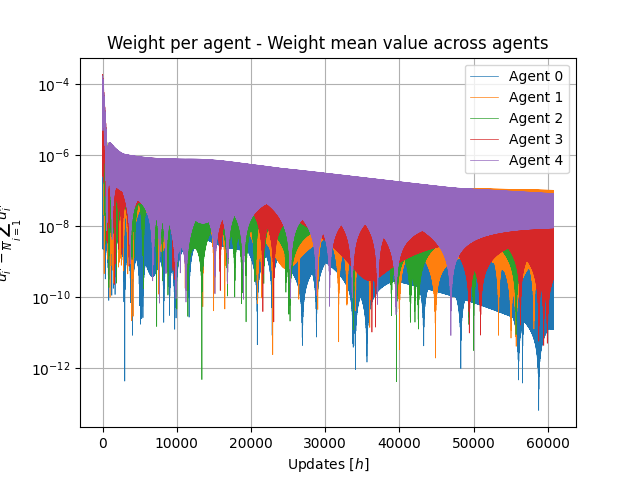 Weight per agent - Weight mean value across agents
10⁻⁴
10⁻⁶
10⁻⁸
10⁻¹⁰
10⁻¹²
Agent 0
Agent 1
Agent 2
Agent 3
Agent 4
0 10000 20000 30000 40000 50000 60000
Updates [h]